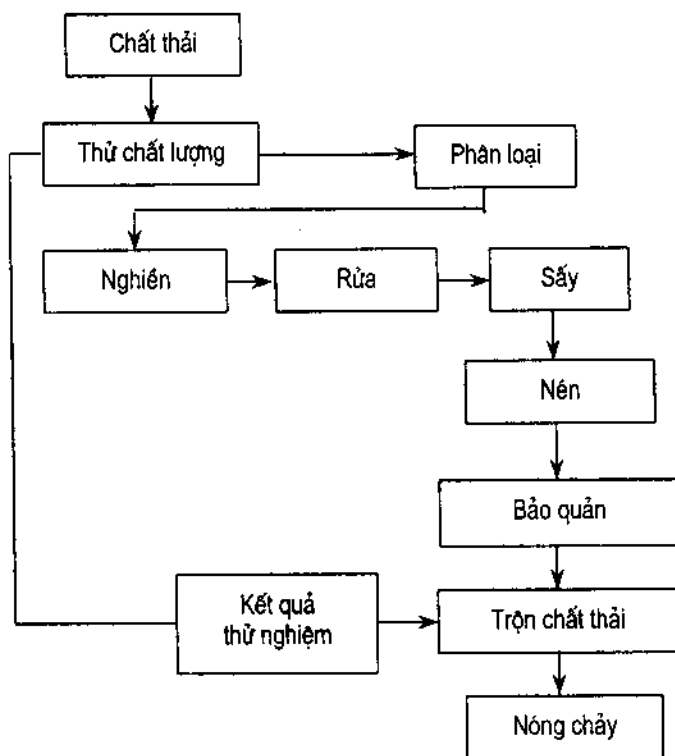 Chất thải
Thử chất lượng
Phân loại
Nghiền
Rửa
Sấy
Nén
Bảo quản
Kết quả
thử nghiệm
Trộn chất thải
Nóng chảy